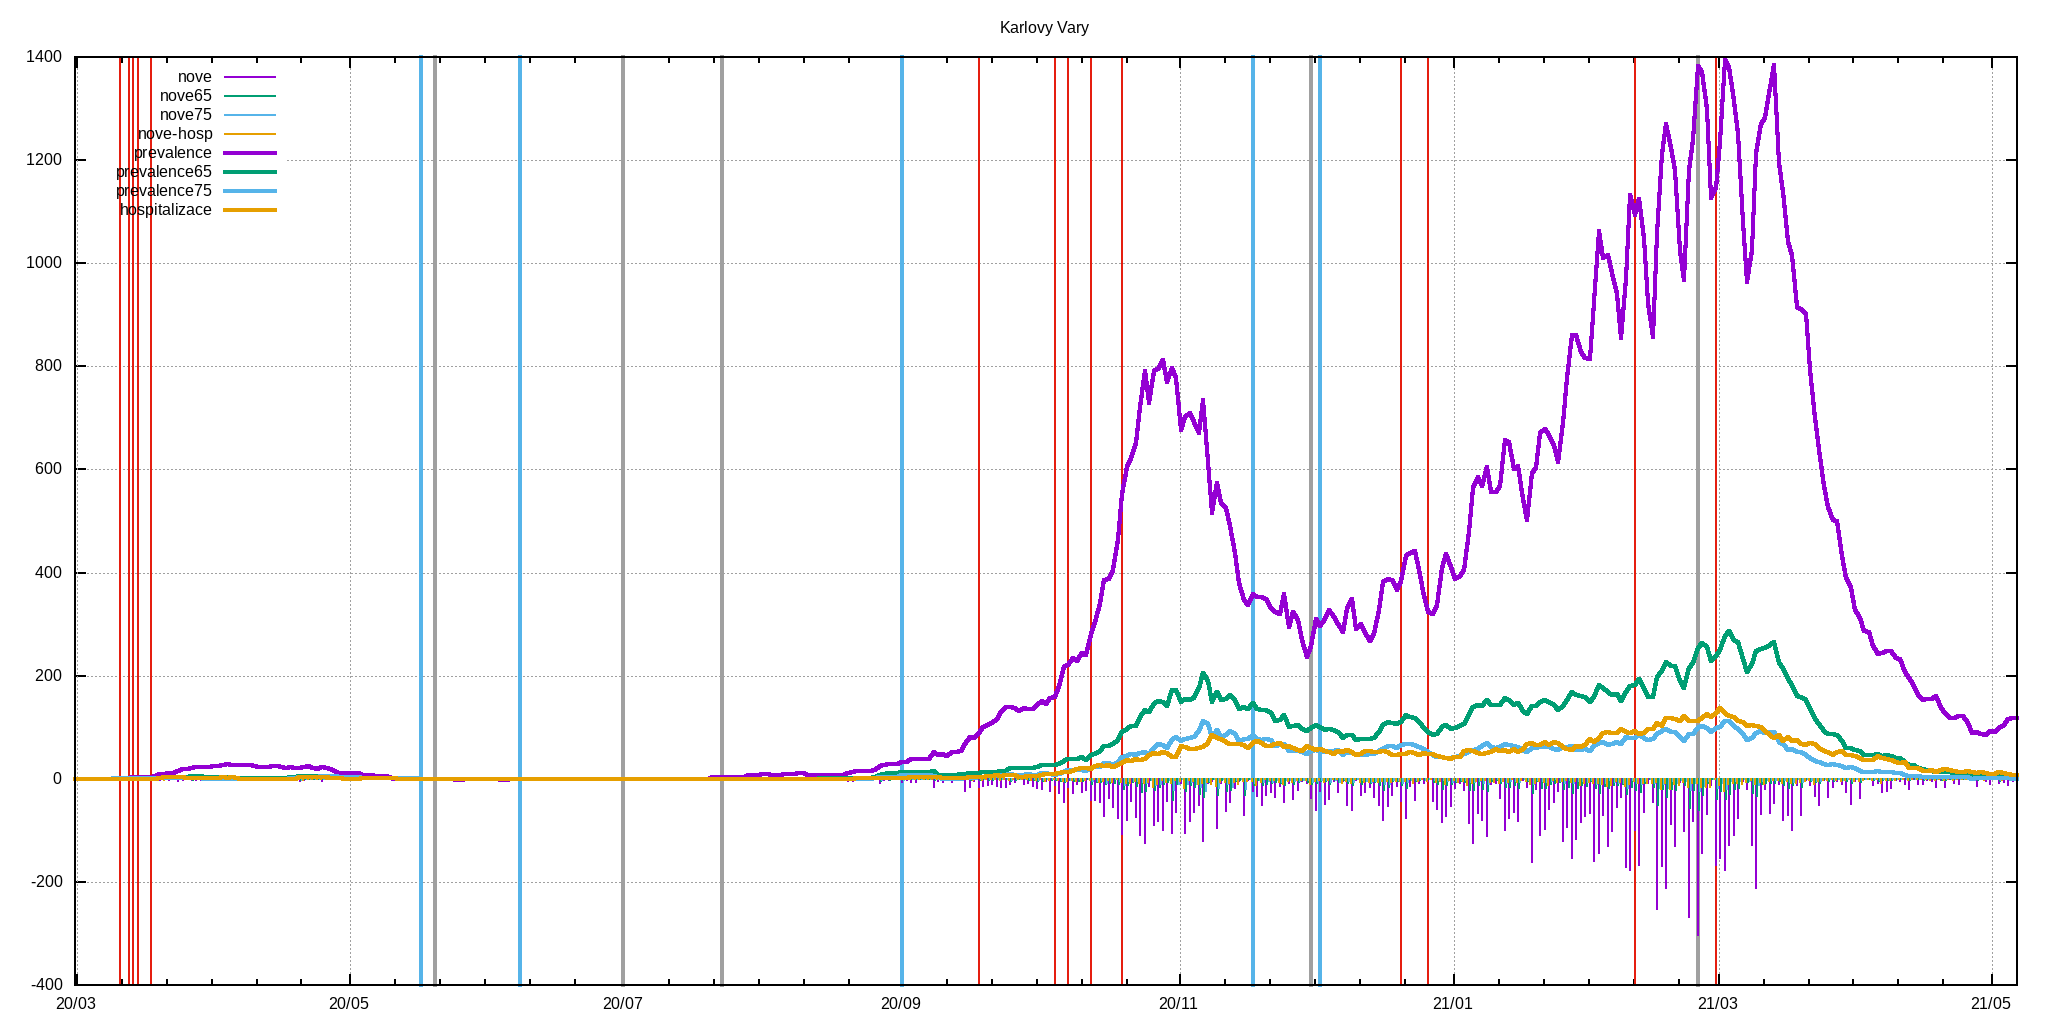 Karlovy Vary
1400
1200
1000
800
600
400
200
0
-200
-400
nove
nove65
nove75
nove-hosp
prevalence
prevalence65
prevalence75
hospitalizace
20/03 20/05 20/07 20/09 20/11 21/01 21/03 21/05